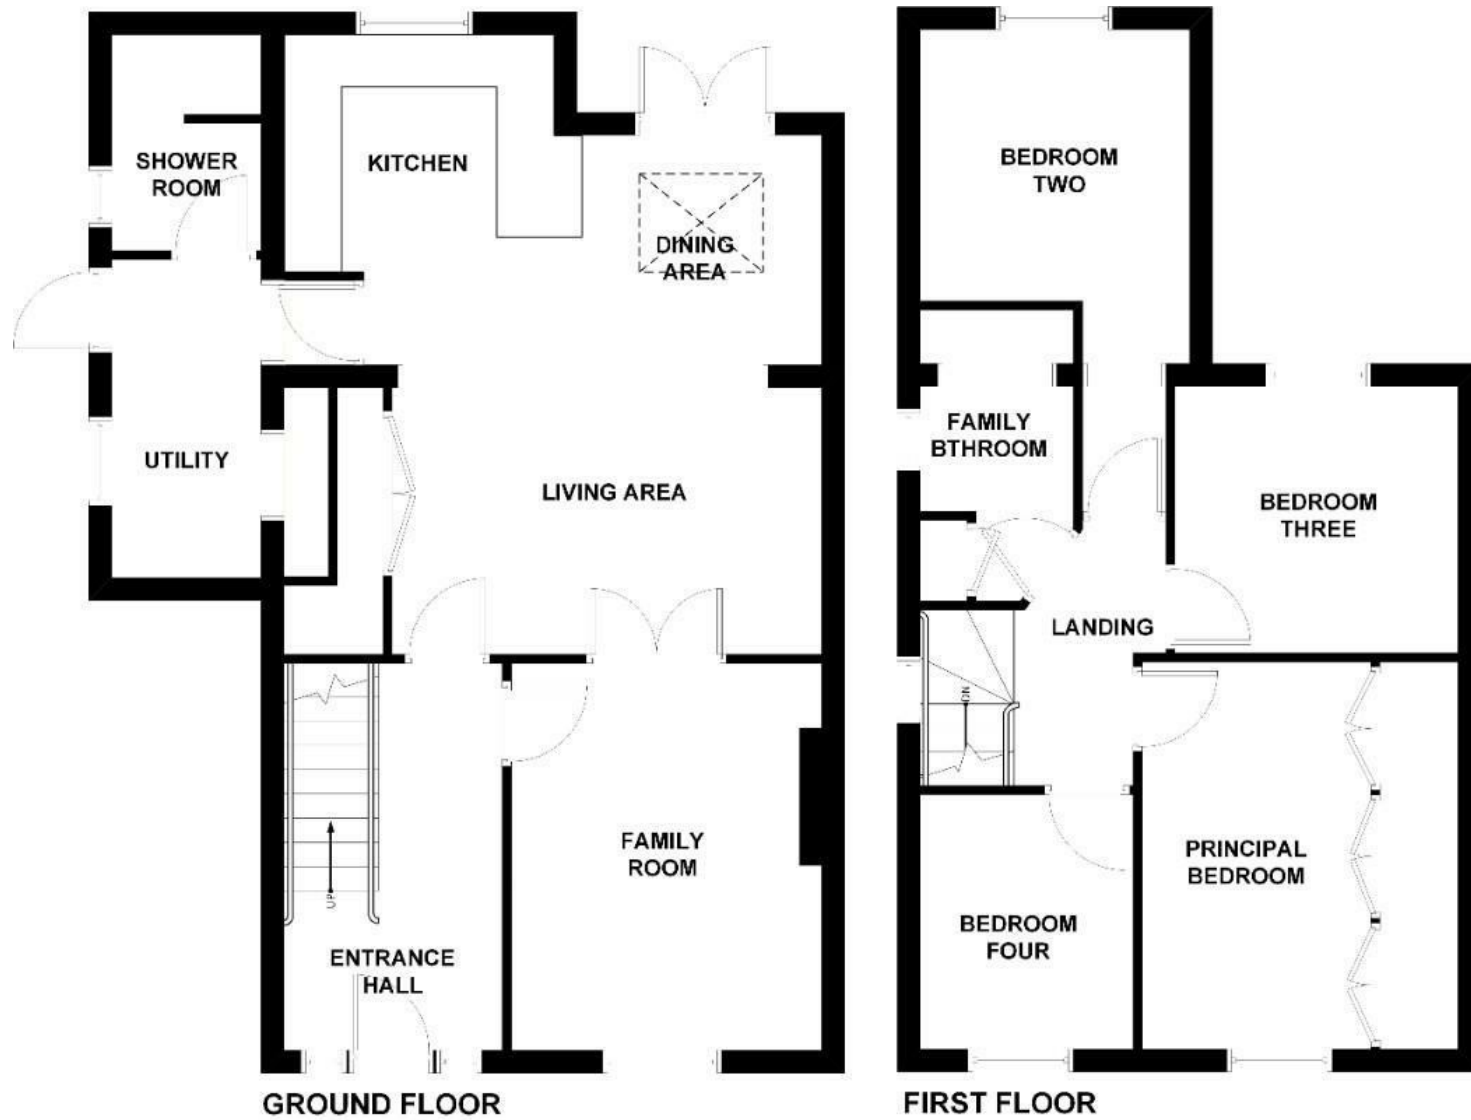 SHOWER
ROOM
KITCHEN
DINING
AREA
UTILITY
LIVING AREA
FAMILY
ROOM
UP
ENTRANCE
HALL
GROUND FLOOR
BEDROOM
TWO
FAMILY
BTHROOM
BEDROOM
THREE
LANDING
DN
PRINCIPAL
BEDROOM
BEDROOM
FOUR
FIRST FLOOR